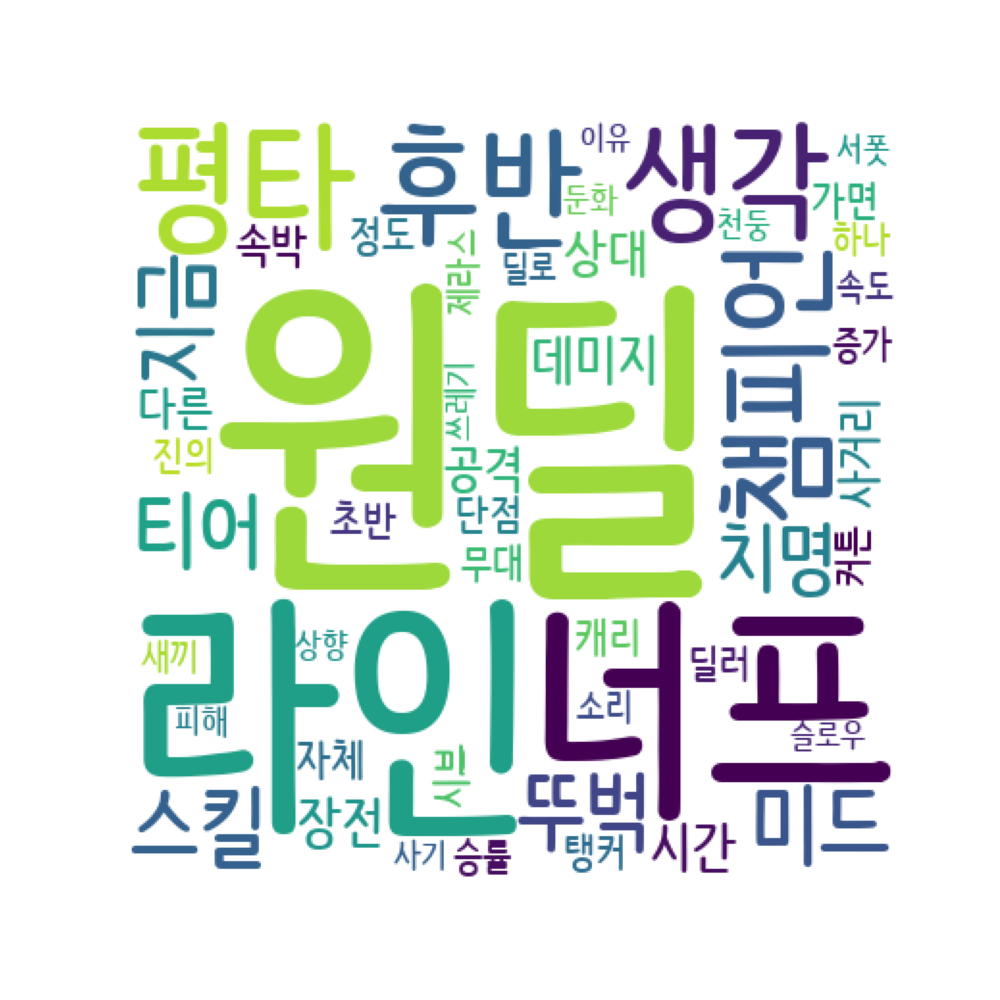 평타
후반
이유
생각
서폿
속박
정도
제라스
딜로
둔화
상대
천둥
가면
하나
지금
챔피언
속도
증가
원딜
데미지
다른
진의
쓰레기
공격
사거리
티어
초반
단점
무대
치명
커튼
라인
너프
새끼
상향
피해
캐리
딜러
소리
슬로우
자체
시브
스킬
장전
뚜벅
미드
사기
승률
탱커
시간